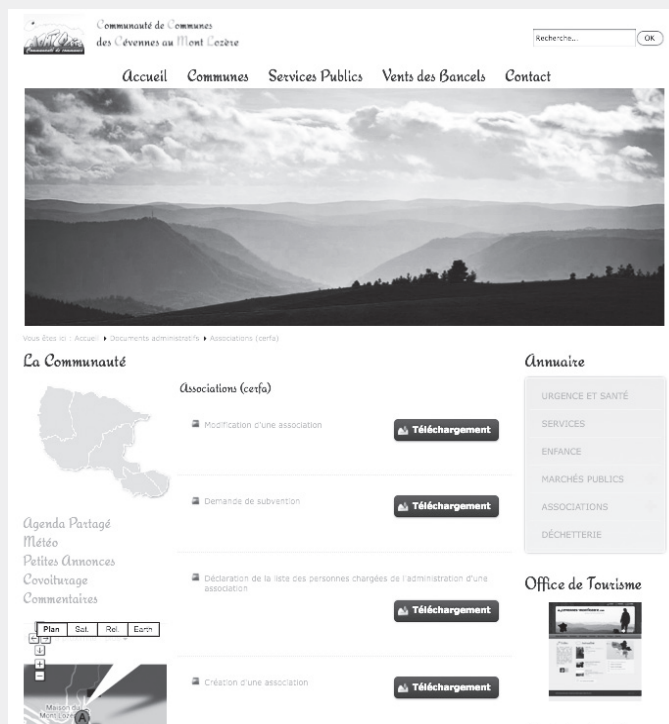 Communauté de Communes
des Cévennes au Mont Lozère
Recherche...
OK
Accueil Communes Services Publics Vents des Bancels Contact
Vous êtes ici : Accueil Documents administratifs Associations (cerfa)
La Communauté
Agenda Partagé
Météo
Petites Annonces
Covoiturage
Commentaires
Plan Sat. Rel. Earth
Maison du
Mont Lozère
A
Associations (cerfa)
Modification d'une association
Téléchargement
Demande de subvention
Téléchargement
Déclaration de la liste des personnes chargées de l'administration d'une
association
Téléchargement
Création d'une association
Téléchargement
Annuaire
URGENCE ET SANTÉ
SERVICES
ENFANCE
MARCHÉS PUBLICS
ASSOCIATIONS
DÉCHETTERIE
Office de Tourisme